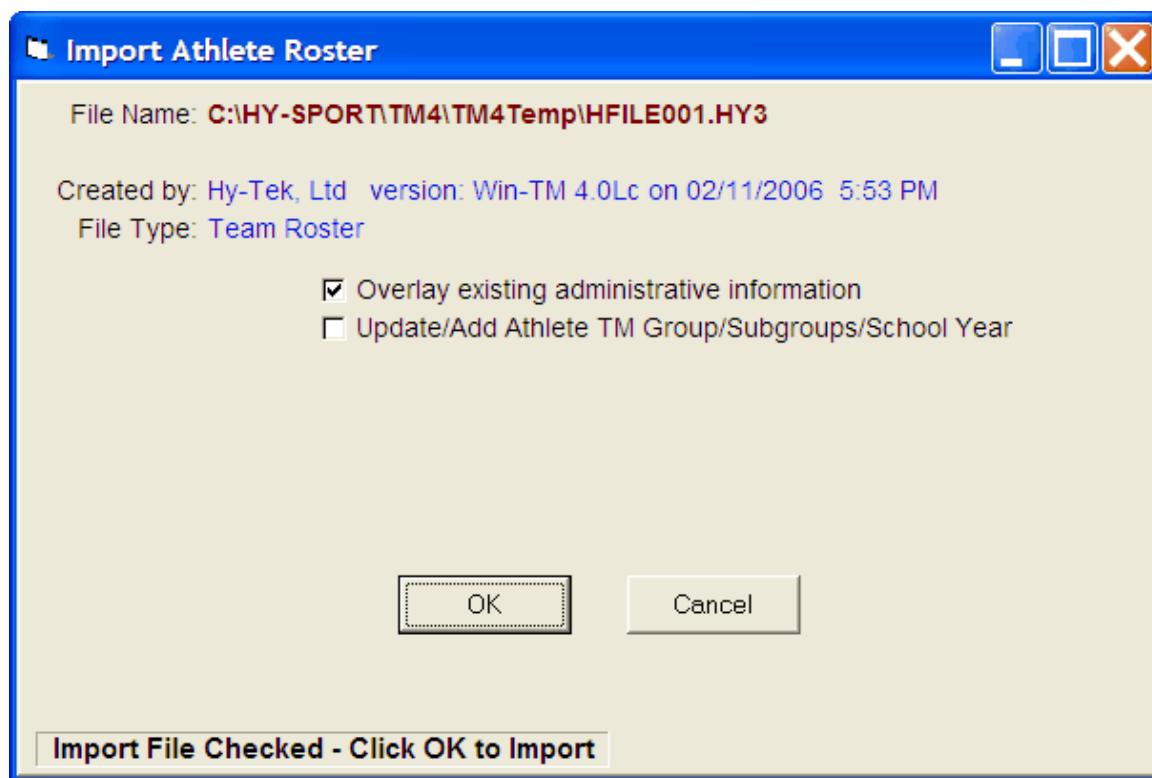 Import Athlete Roster
File Name: C:\HY-SPORT\TM4\TM4Temp\HFILE001.HY3
Created by: Hy-Tek, Ltd version: Win-TM 4.0Lc on 02/11/2006 5:53 PM
File Type: Team Roster
Overlay existing administrative information
Update/Add Athlete TM Group/Subgroups/School Year
OK Cancel
Import File Checked - Click OK to Import